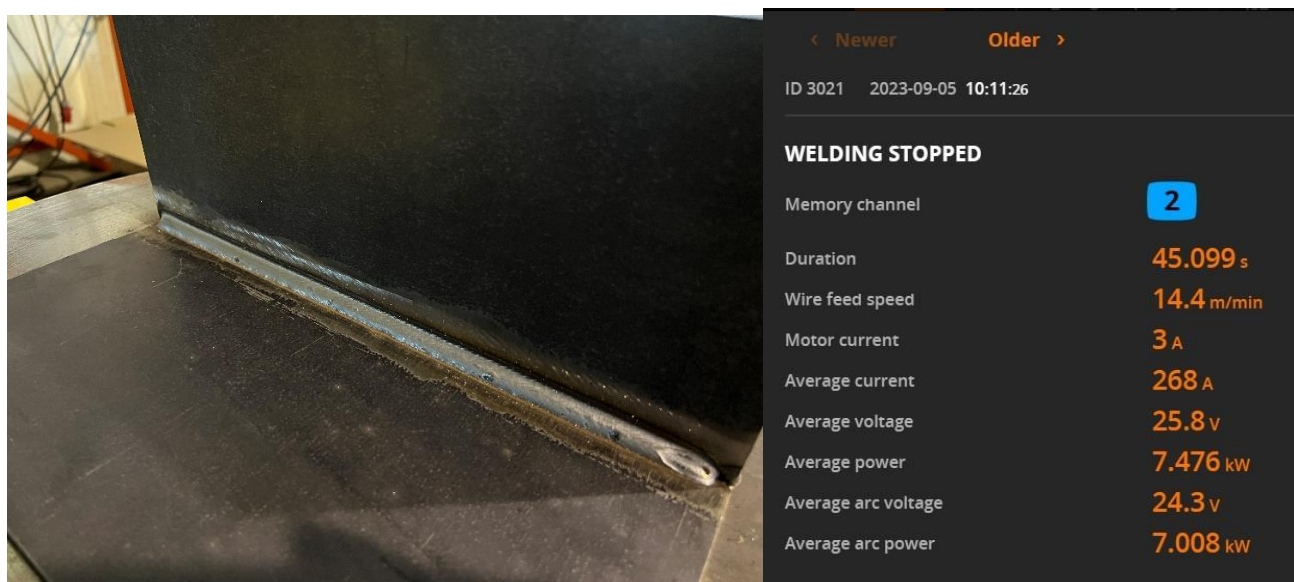 ‹ Newer Older ›
ID 3021 2023-09-05 10:11:26
WELDING STOPPED
Memory channel 2
Duration 45.099 s
Wire feed speed 14.4 m/min
Motor current 3 A
Average current 268 A
Average voltage 25.8 V
Average power 7.476 kW
Average arc voltage 24.3 V
Average arc power 7.008 kW